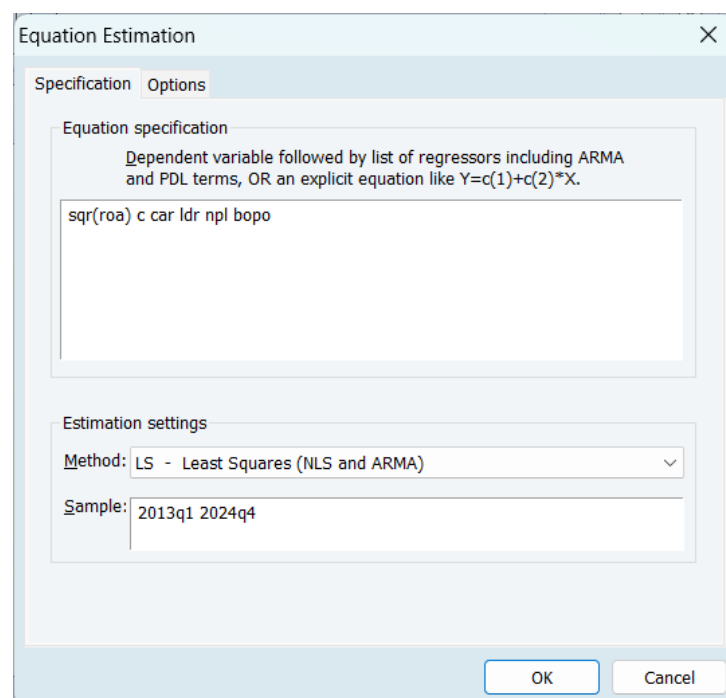 Equation Estimation
Specification
Options
Equation specification
Dependent variable followed by list of regressors including ARMA
and PDL terms, OR an explicit equation like Y=c(1)+c(2)*X.
sqr(roa) c car ldr npl bopo
Estimation settings
Method: LS - Least Squares (NLS and ARMA)
Sample: 2013q1 2024q4
OK
Cancel